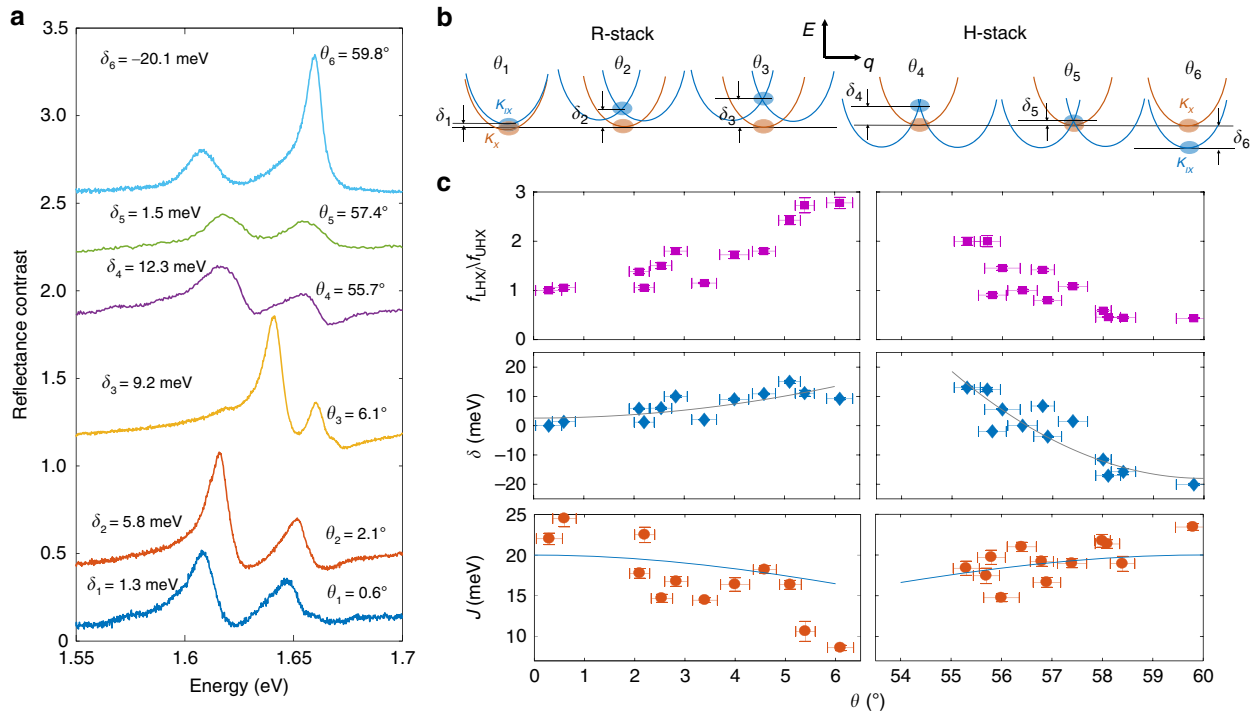 a
3.5
3.0
2.5
2.0
1.5
1.0
0.5
0
Reflectance contrast
1.55
1.6
1.65
1.7
Energy (eV)
δ6 = −20.1 meV
θ6 = 59.8°
δ5 = 1.5 meV
θ5 = 57.4°
δ4 = 12.3 meV
θ4 = 55.7°
δ3 = 9.2 meV
θ3 = 6.1°
δ2 = 5.8 meV
θ2 = 2.1°
δ1 = 1.3 meV
θ1 = 0.6°
b
R-stack
E
q
H-stack
θ1
θ2
θ3
θ4
θ5
θ6
KIX
KX
δ1
δ2
δ3
δ4
δ5
δ6
KX
KIX
c
3
2
1
0
fLHX/\fUHX
20
10
0
−10
−20
δ (meV)
25
20
15
10
J (meV)
0
1
2
3
4
5
6
54
55
56
57
58
59
60
θ (°)